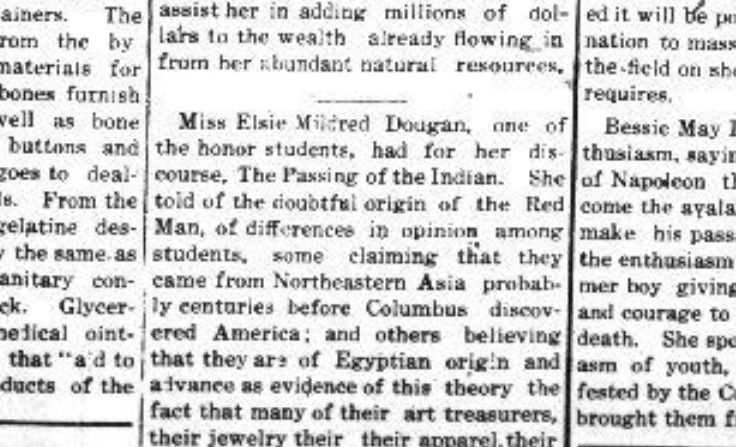 ainers. The
rom the by
materials for
bones furnish
well as bone
buttons and
goes to deal-
s. From the
gelatine des-
y the same as
anitary con-
ck. Glycer-
medical oint-
that "aid to
ducts of the
assist her in adding millions of dol-
lars to the wealth already flowing in
from her abundant natural resources.
Miss Elsie Mildred Dougan, one of
the honor students, had for her dis-
course, The Passing of the Indian. She
told of the doubtful origin of the Red
Man, of differences in opinion among
students, some claiming that they
came from Northeastern Asia probab-
ly centuries before Columbus discov-
ered America; and others believing
that they are of Egyptian origin and
advance as evidence of this theory the
fact that many of their art treasurers,
their jewelry their their apparel, their
ed it will be po
nation to mass
the field on sho
requires.
Bessie May
thusiasm, sayin
of Napoleon th
come the avala
make his pass
the enthusiasm
mer boy giving
and courage to
death. She spo
asm of youth,
fested by the C
brought them f